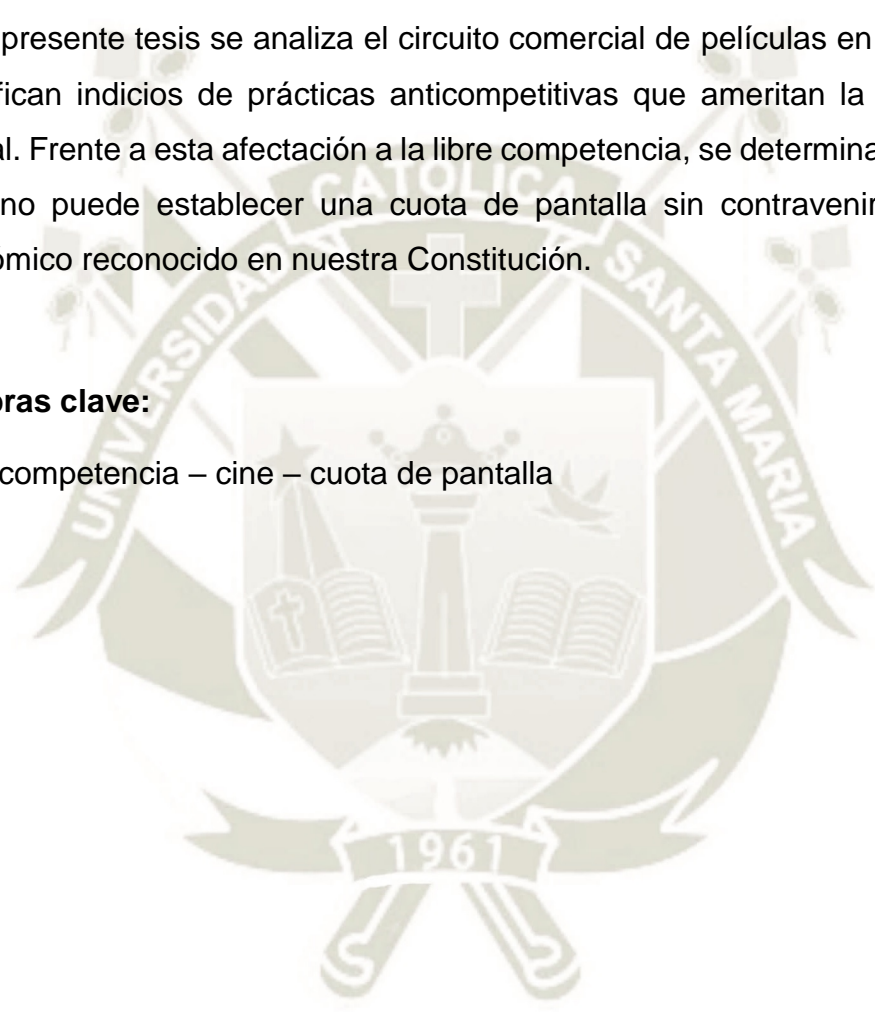 presente tesis se analiza el circuito comercial de películas en
fican indicios de prácticas anticompetitivas que ameritan la
al. Frente a esta afectación a la libre competencia, se determina
no puede establecer una cuota de pantalla sin contravenir
ómico reconocido en nuestra Constitución.
bras clave:
competencia – cine – cuota de pantalla
UNIVERSIDAD CATOLICA SANTA MARIA
1961